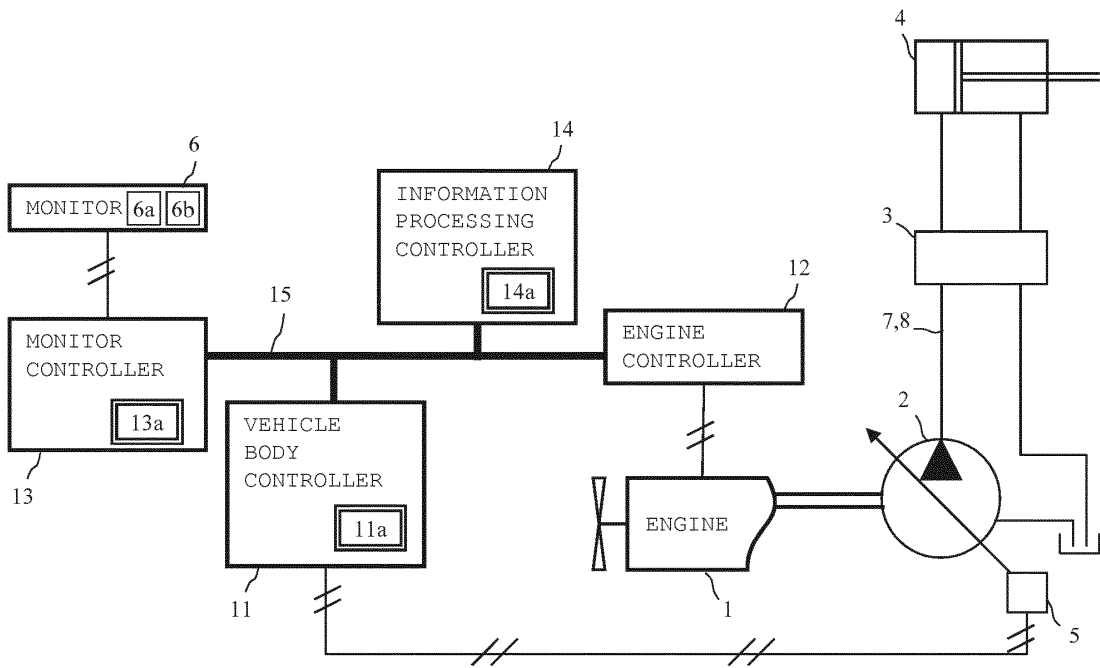 4
14
6
MONITOR 6a 6b
INFORMATION
PROCESSING
CONTROLLER
14a
3
12
15
7,8
MONITOR
CONTROLLER
13a
ENGINE
CONTROLLER
2
13
VEHICLE
BODY
CONTROLLER
11a
ENGINE
11
1
5